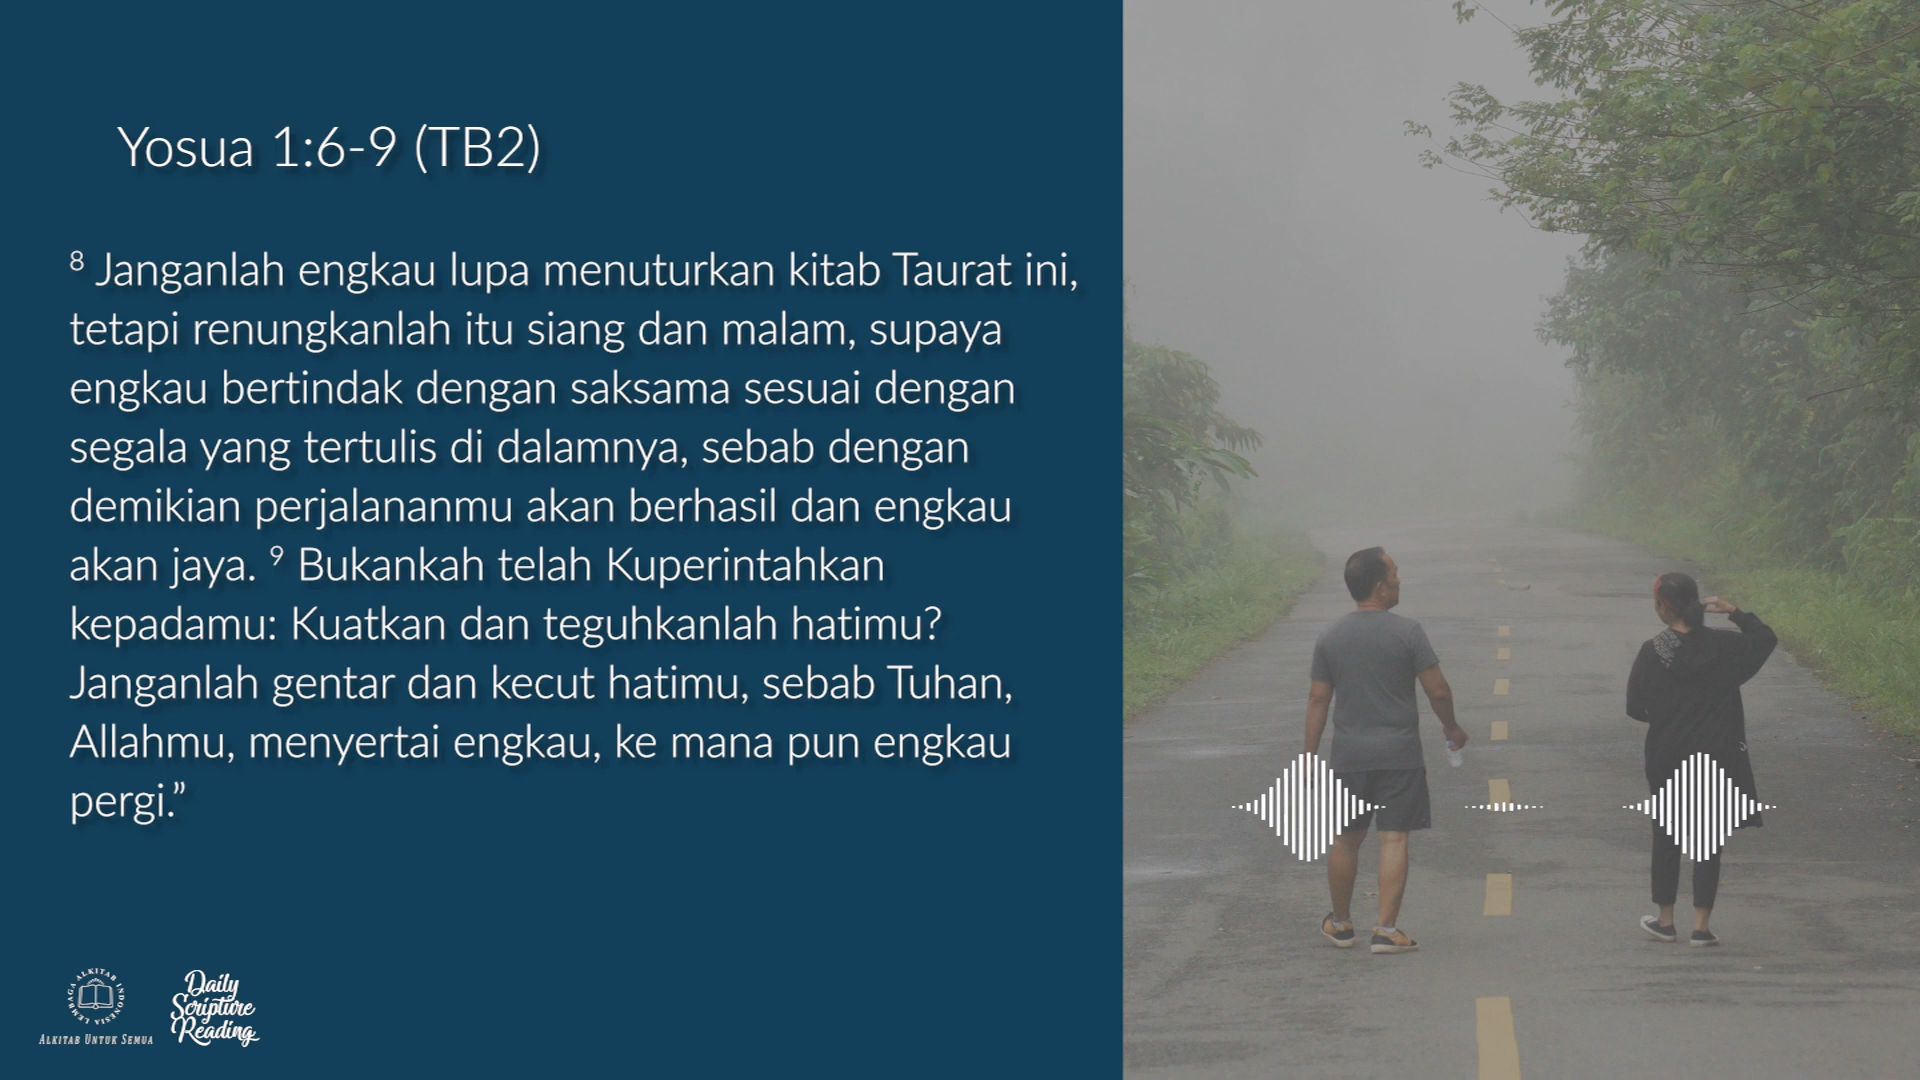 Yosua 1:6-9 (TB2)
⁸ Janganlah engkau lupa menuturkan kitab Taurat ini,
tetapi renungkanlah itu siang dan malam, supaya
engkau bertindak dengan saksama sesuai dengan
segala yang tertulis di dalamnya, sebab dengan
demikian perjalananmu akan berhasil dan engkau
akan jaya. ⁹ Bukankah telah Kuperintahkan
kepadamu: Kuatkan dan teguhkanlah hatimu?
Janganlah gentar dan kecut hatimu, sebab Tuhan,
Allahmu, menyertai engkau, ke mana pun engkau
pergi.”
LEMBAGA ALKITAB INDONESIA
ALKITAB UNTUK SEMUA
Daily
Scripture
Reading